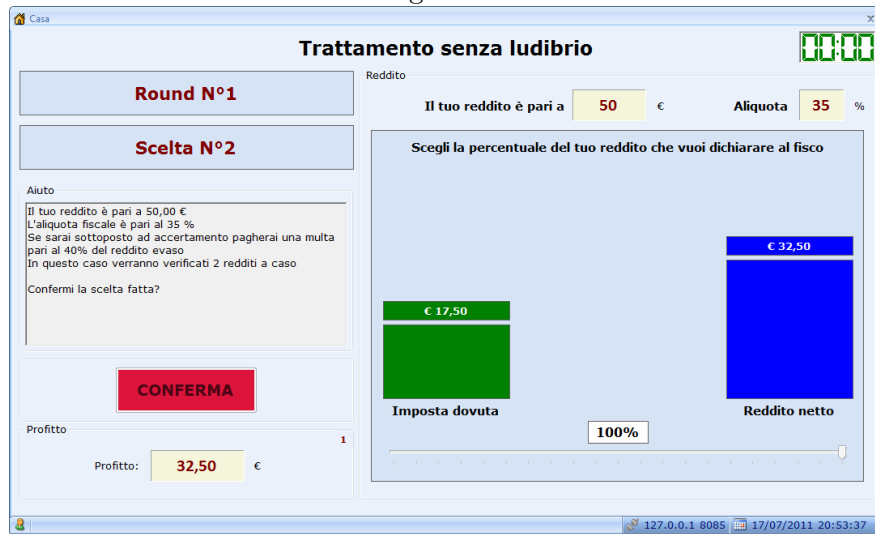 Casa
Trattamento senza ludibrio
00:00
Round N°1
Scelta N°2
Aiuto
Il tuo reddito è pari a 50,00 €
L'aliquota fiscale è pari al 35 %
Se sarai sottoposto ad accertamento pagherai una multa
pari al 40% del reddito evaso
In questo caso verranno verificati 2 redditi a caso
Confermi la scelta fatta?
CONFERMA
Profitto
1
Profitto: 32,50 €
Reddito
Il tuo reddito è pari a 50 € Aliquota 35 %
Scegli la percentuale del tuo reddito che vuoi dichiarare al fisco
€ 32,50
€ 17,50
Imposta dovuta Reddito netto
100%
127.0.0.1 8085 17/07/2011 20:53:37